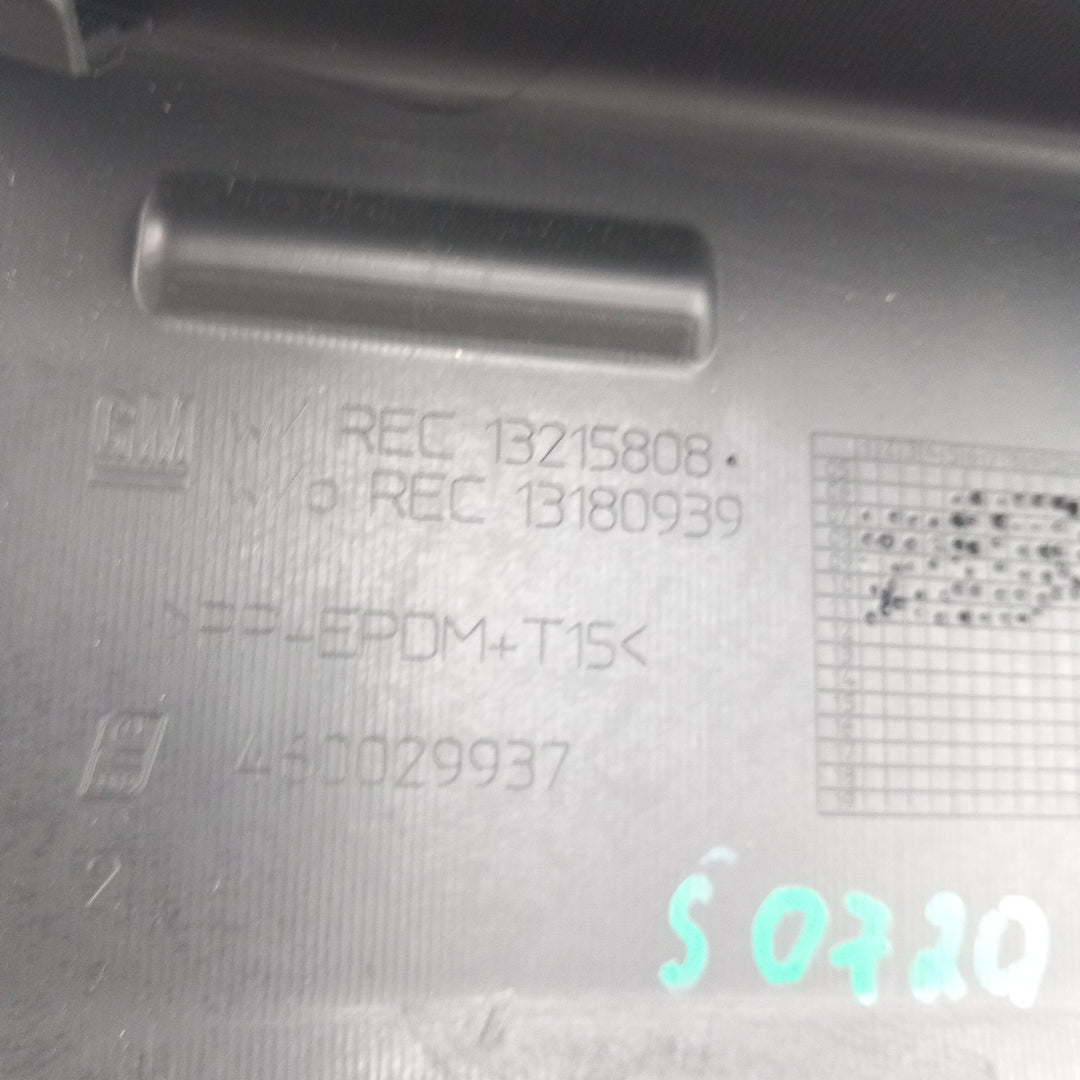 GM W/ REC 13215808.
W/o REC 13180939
>PP+EPDM+T15<
460029937
2
S0720